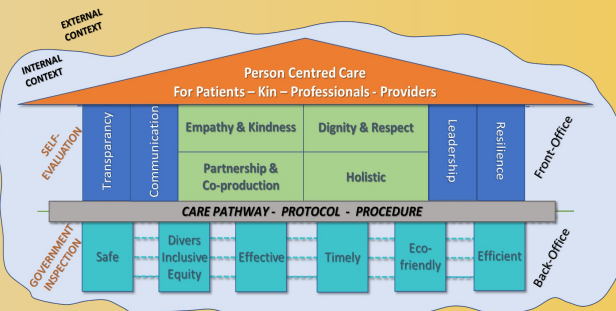 EXTERNAL
CONTEXT
INTERNAL
CONTEXT
Person Centred Care
For Patients – Kin – Professionals - Providers
SELF-
EVALUATION
Transparancy
Communication
Empathy & Kindness
Dignity & Respect
Partnership &
Co-production
Holistic
Leadership
Resilience
Front-Office
CARE PATHWAY - PROTOCOL - PROCEDURE
GOVERNMENT
INSPECTION
Safe
Divers
Inclusive
Equity
Effective
Timely
Eco-
friendly
Efficient
Back-Office